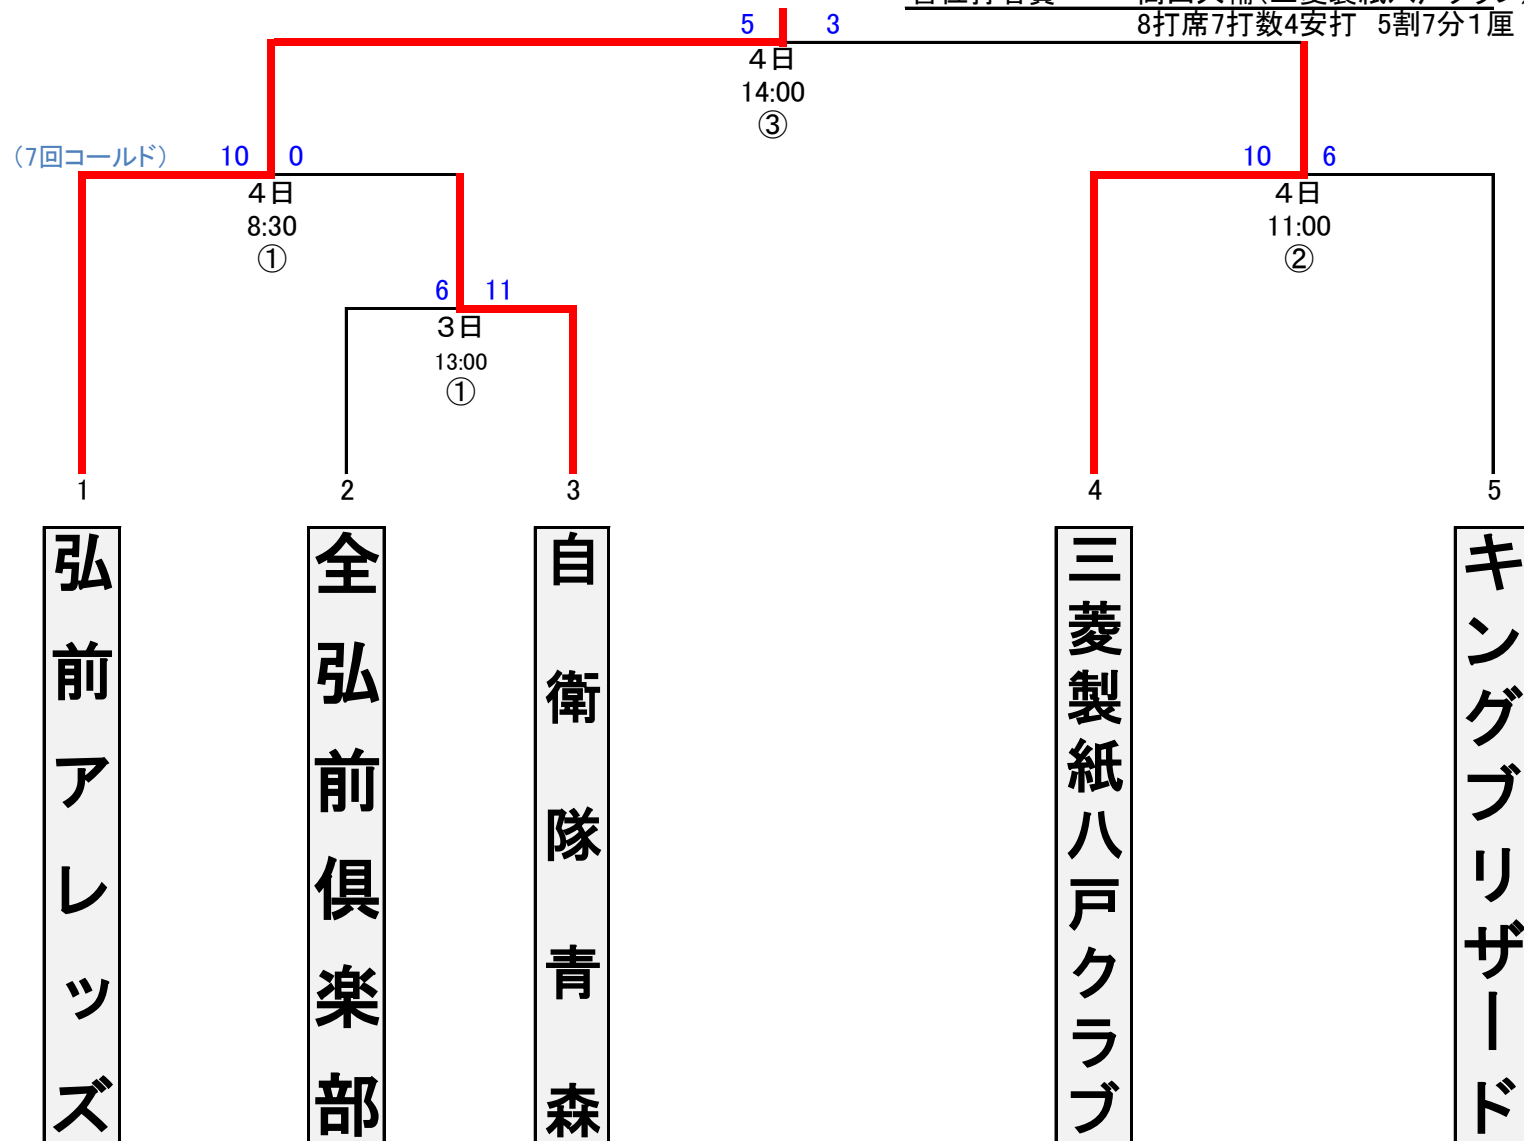 8打席7打数4安打 5割7分1厘
5 3
4日
14:00
③
（7回コールド） 10 0
4日
8:30
①
10 6
4日
11:00
②
6 11
3日
13:00
①
1 2 3 4 5
弘前アレッズ
全弘前倶楽部
自衛隊青森
三菱製紙八戸クラブ
キングブリザード